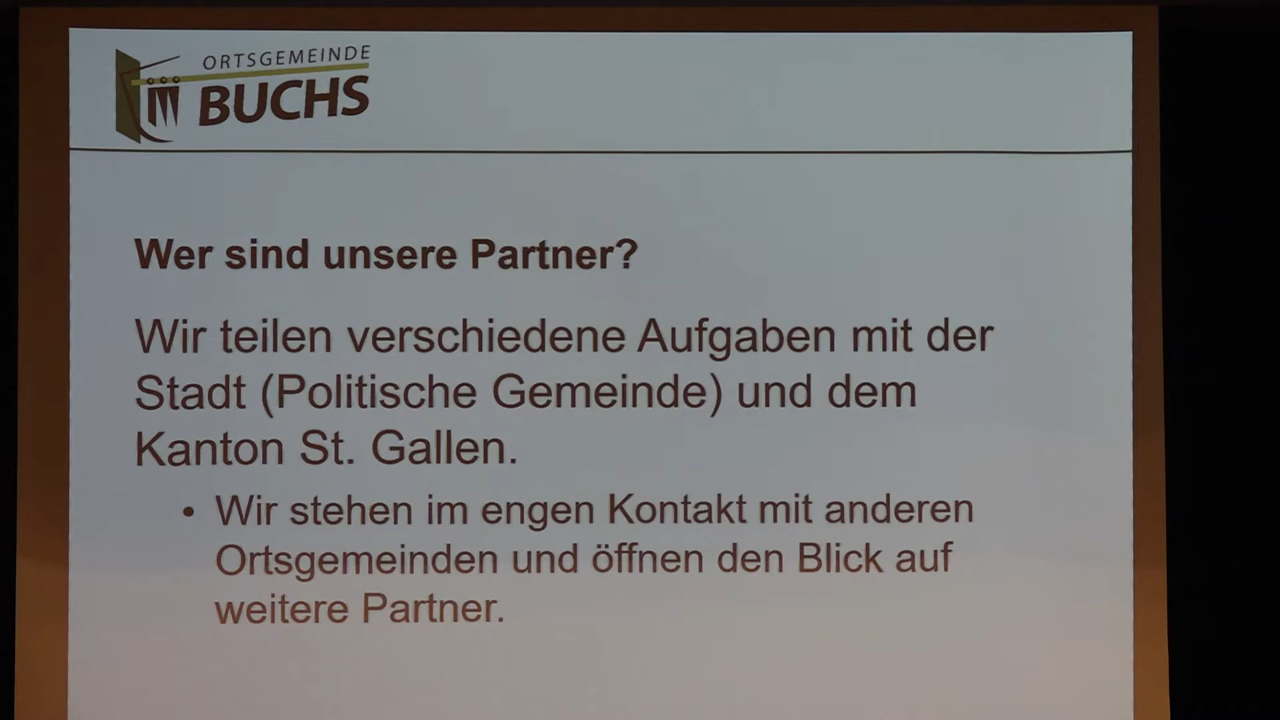 ORTSGEMEINDE
BUCHS
Wer sind unsere Partner?
Wir teilen verschiedene Aufgaben mit der
Stadt (Politische Gemeinde) und dem
Kanton St. Gallen.
• Wir stehen im engen Kontakt mit anderen
Ortsgemeinden und öffnen den Blick auf
weitere Partner.